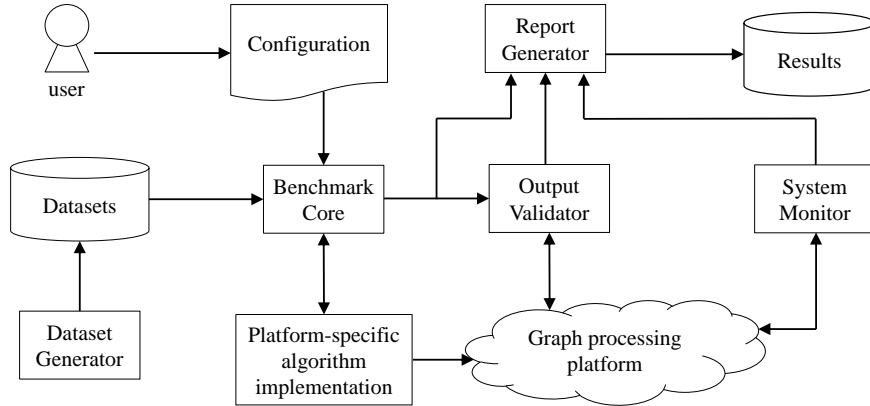 user
Configuration
Report
Generator
Results
Datasets
Benchmark
Core
Output
Validator
System
Monitor
Dataset
Generator
Platform-specific
algorithm
implementation
Graph processing
platform